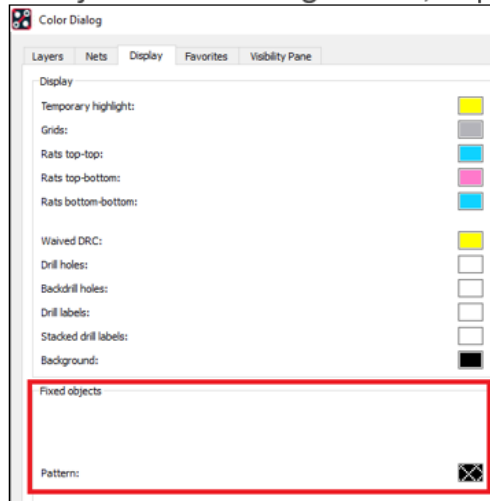 Color Dialog
Layers Nets Display Favorites Visibility Pane
Display
Temporary highlight:
Grids:
Rats top-top:
Rats top-bottom:
Rats bottom-bottom:
Waived DRC:
Drill holes:
Backdrill holes:
Drill labels:
Stacked drill labels:
Background:
Fixed objects
Pattern: